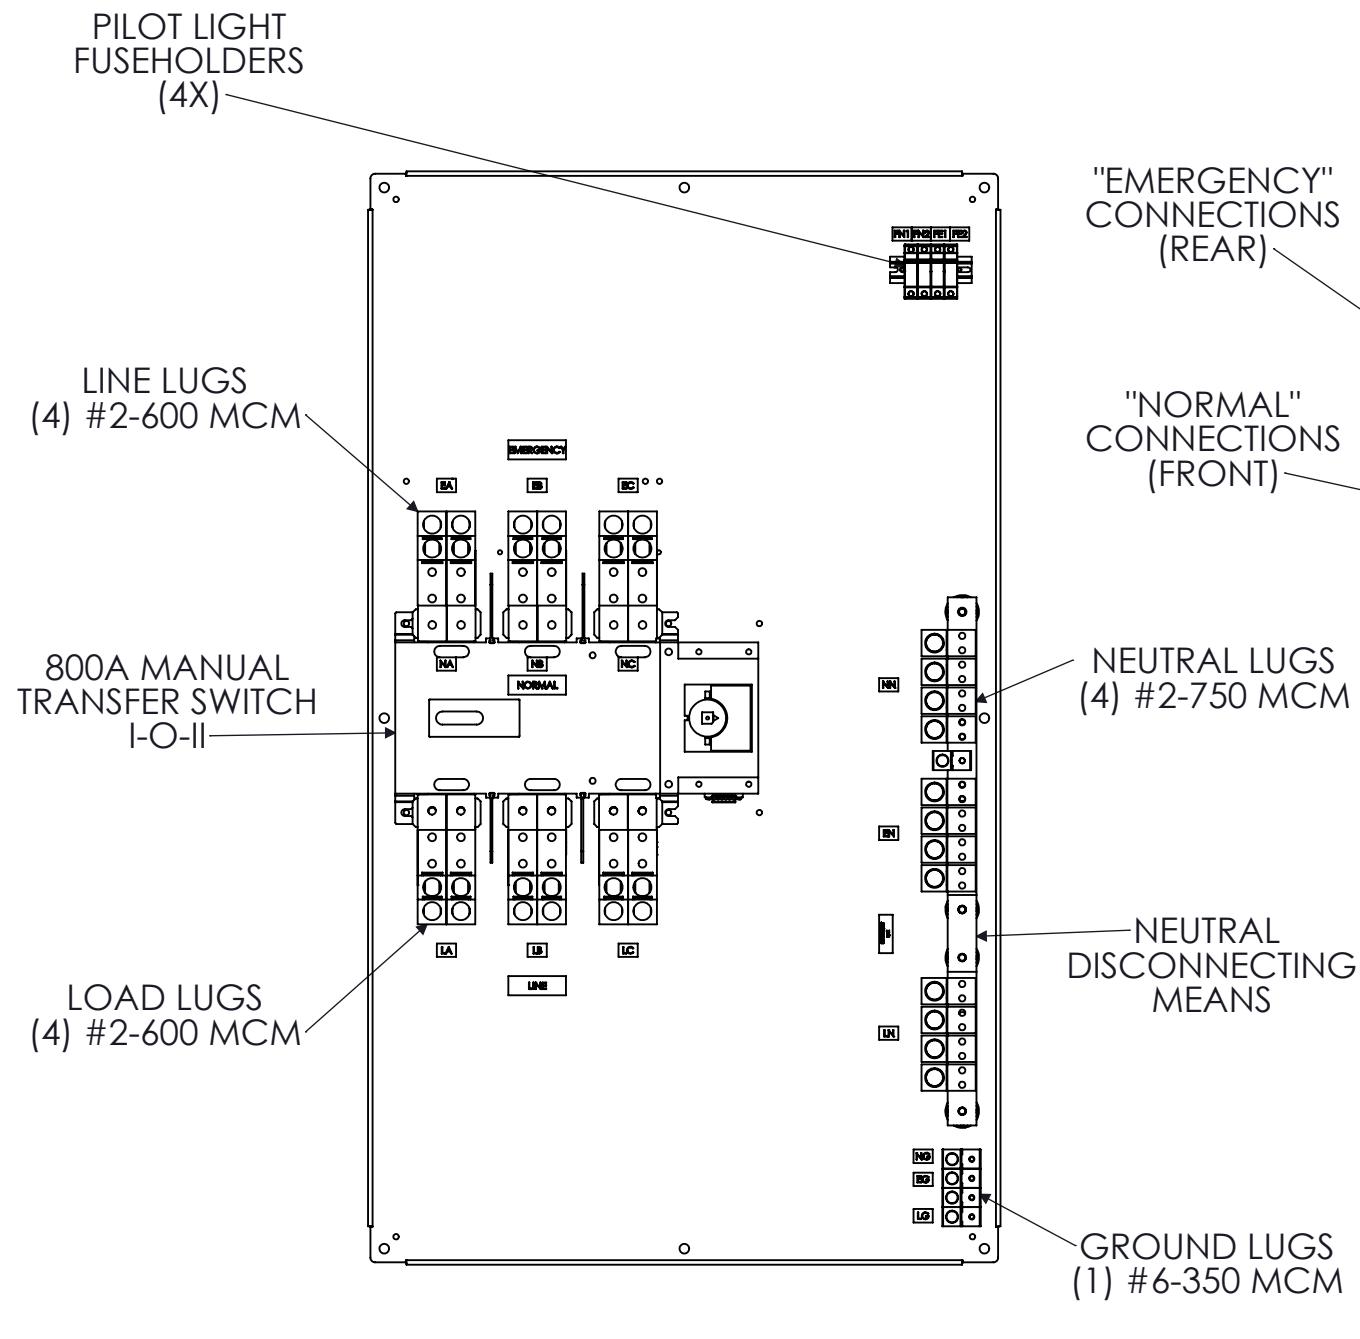 PILOT LIGHT
FUSEHOLDERS
(4X)
"EMERGENCY"
CONNECTIONS
(REAR)
FN1 FN2 FE1 FE2
LINE LUGS
(4) #2-600 MCM
"NORMAL"
CONNECTIONS
(FRONT)
EMERGENCY
EA EB EC
800A MANUAL
TRANSFER SWITCH
I-O-II
NA NB NC
NORMAL
NN
NEUTRAL LUGS
(4) #2-750 MCM
EN
LA LB LC
LINE
NEUTRAL
DISCONNECTING
MEANS
LOAD LUGS
(4) #2-600 MCM
LN
NG
EG
LG
GROUND LUGS
(1) #6-350 MCM